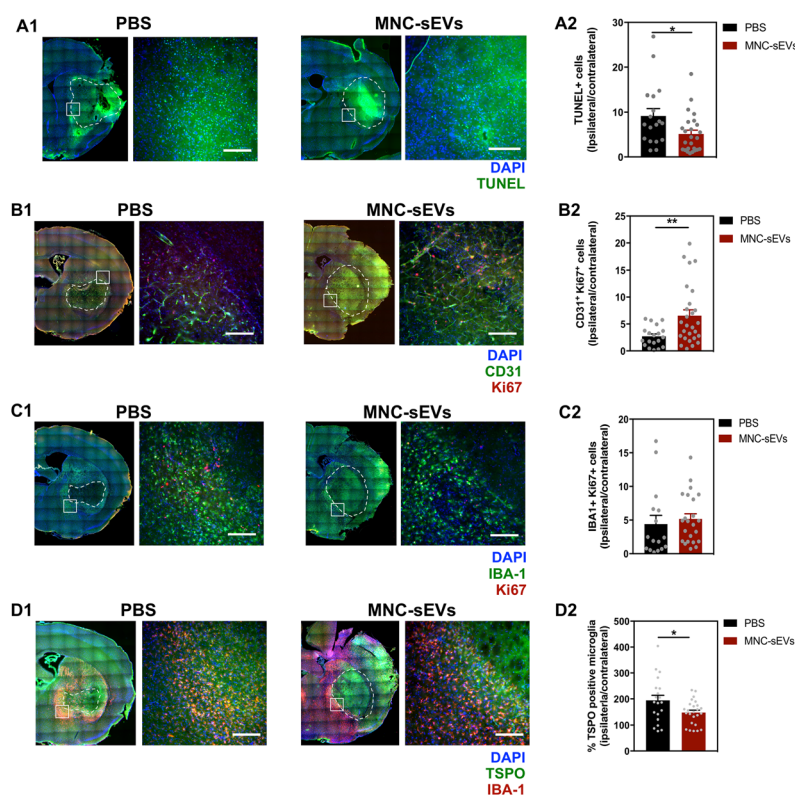 A1
PBS
MNC-sEVs
DAPI
TUNEL
A2
TUNEL+ cells
(Ipsilateral/contralateral)
30
20
10
0
*
PBS
MNC-sEVs
B1
PBS
MNC-sEVs
DAPI
CD31
Ki67
B2
CD31⁺ Ki67⁺ cells
(Ipsilateral/contralateral)
25
20
15
10
5
0
**
PBS
MNC-sEVs
C1
PBS
MNC-sEVs
DAPI
IBA-1
Ki67
C2
IBA1+ Ki67+ cells
(Ipsilateral/contralateral)
20
15
10
5
0
PBS
MNC-sEVs
D1
PBS
MNC-sEVs
DAPI
TSPO
IBA-1
D2
% TSPO positive microglia
(ipsilateria/contralateral)
500
400
300
200
100
0
*
PBS
MNC-sEVs